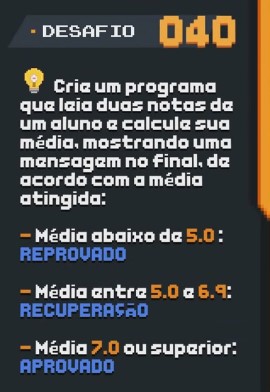 DESAFIO 040
Crie um programa
que leia duas notas de
um aluno e calcule sua
média, mostrando uma
mensagem no final, de
acordo com a média
atingida:
- Média abaixo de 5.0 :
REPROVADO
- Média entre 5.0 e 6.9:
RECUPERAÇÃO
- Média 7.0 ou superior:
APROVADO